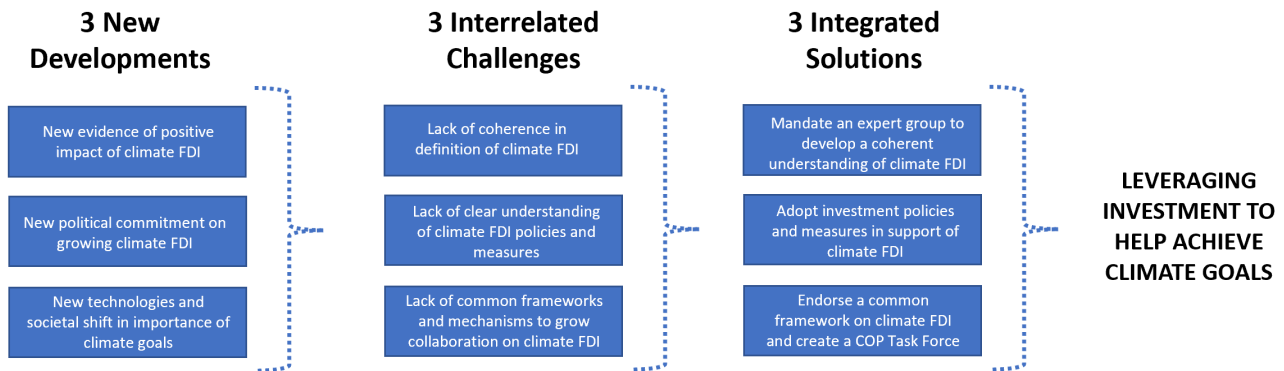 3 New
Developments
New evidence of positive
impact of climate FDI
New political commitment on
growing climate FDI
New technologies and
societal shift in importance of
climate goals
3 Interrelated
Challenges
Lack of coherence in
definition of climate FDI
Lack of clear understanding
of climate FDI policies and
measures
Lack of common frameworks
and mechanisms to grow
collaboration on climate FDI
3 Integrated
Solutions
Mandate an expert group to
develop a coherent
understanding of climate FDI
Adopt investment policies
and measures in support of
climate FDI
Endorse a common
framework on climate FDI
and create a COP Task Force
LEVERAGING
INVESTMENT TO
HELP ACHIEVE
CLIMATE GOALS